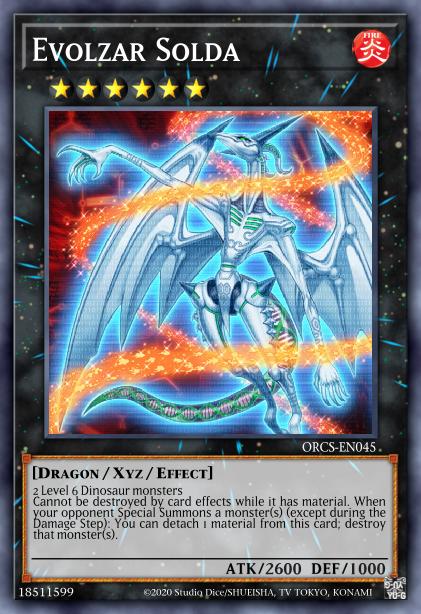 Evolzar Solda
FIRE
炎
ORCS-EN045
[Dragon / Xyz / Effect]
2 Level 6 Dinosaur monsters
Cannot be destroyed by card effects while it has material. When
your opponent Special Summons a monster(s) (except during the
Damage Step): You can detach 1 material from this card; destroy
that monster(s).
ATK/2600 DEF/1000
18511599
©2020 Studio Dice/SHUEISHA, TV TOKYO, KONAMI